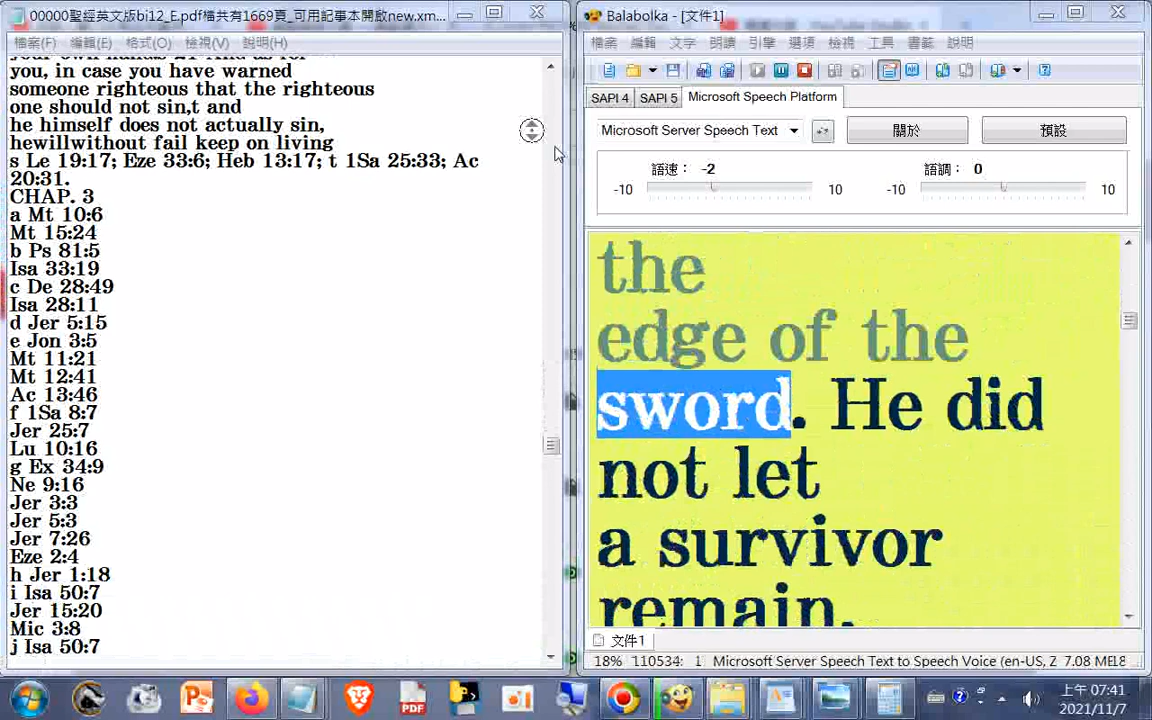 00000聖經英文版bi12_E.pdf檔共有1669頁_可用記事本開啟new.xm...
檔案(F) 編輯(E) 格式(O) 檢視(V) 說明(H)
you, in case you have warned
someone righteous that the righteous
one should not sin,t and
he himself does not actually sin,
hewillwithout fail keep on living
s Le 19:17; Eze 33:6; Heb 13:17; t 1Sa 25:33; Ac
20:31.
CHAP. 3
a Mt 10:6
Mt 15:24
b Ps 81:5
Isa 33:19
c De 28:49
Isa 28:11
d Jer 5:15
e Jon 3:5
Mt 11:21
Mt 12:41
Ac 13:46
f 1Sa 8:7
Jer 25:7
Lu 10:16
g Ex 34:9
Ne 9:16
Jer 3:3
Jer 5:3
Jer 7:26
Eze 2:4
h Jer 1:18
i Isa 50:7
Jer 15:20
Mic 3:8
j Isa 50:7
Balabolka - [文件1]
檔案 編輯 文字 朗讀 引擎 選項 檢視 工具 書籤 說明
SAPI 4 SAPI 5 Microsoft Speech Platform
Microsoft Server Speech Text 關於 預設
語速： -2 語調： 0
-10 10 -10 10
the
edge of the
sword. He did
not let
a survivor
remain.
文件1
18% 110534: 1 Microsoft Server Speech Text to Speech Voice (en-US, Z 7.08 MB
PDF
上午 07:41
2021/11/7